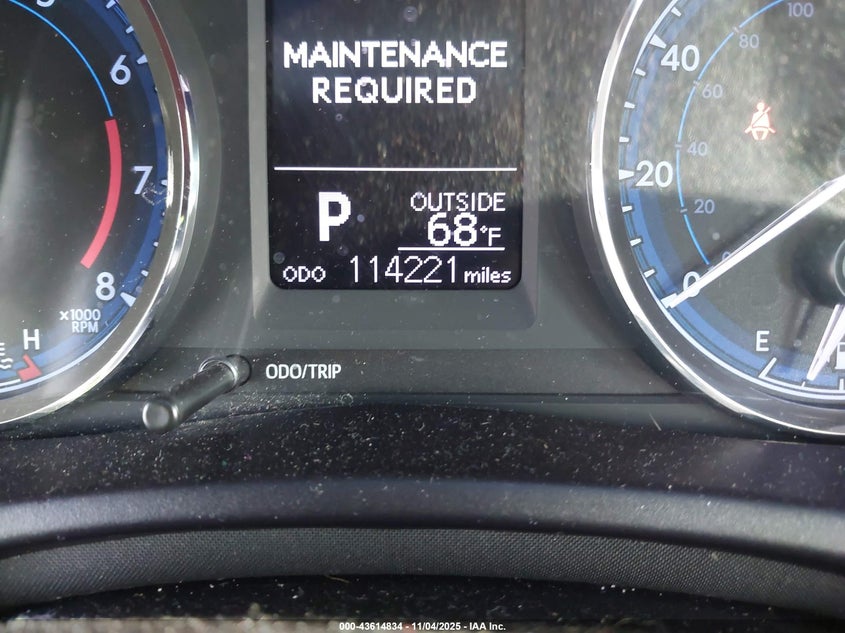 MAINTENANCE
REQUIRED
P
OUTSIDE
68°F
ODO 114221 miles
6
7
8
x1000
RPM
H
ODO/TRIP
100
80
60
40
20
0
40
20
0
E
000-43614834 - 11/04/2025 - IAA Inc.